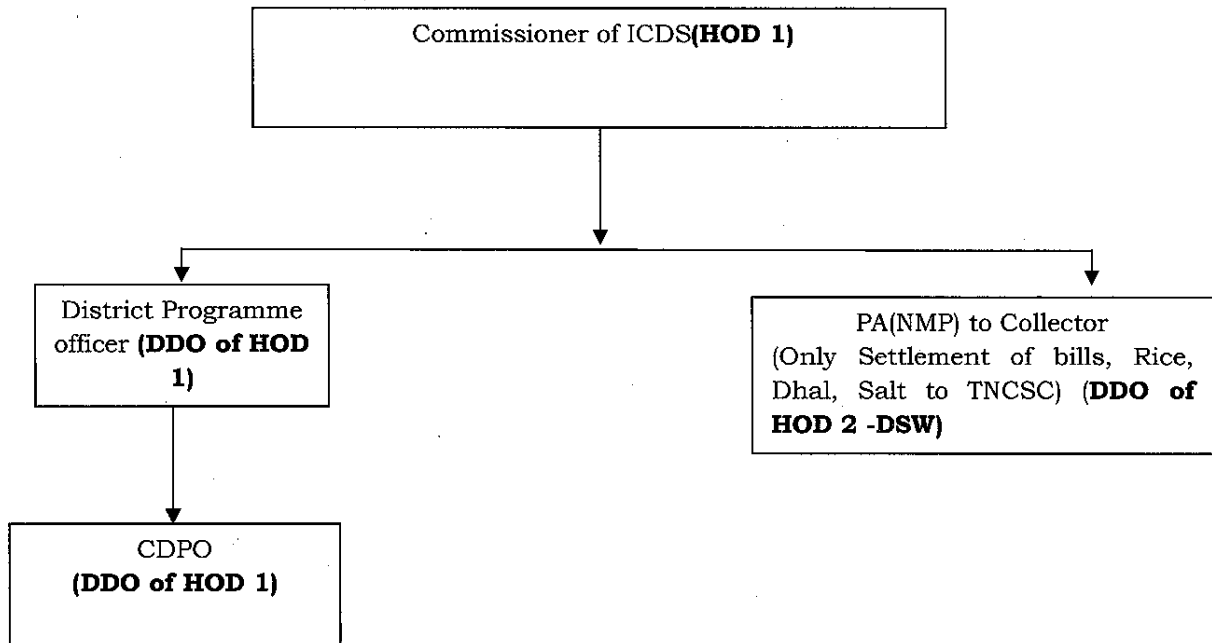 Commissioner of ICDS(HOD 1)
District Programme
officer (DDO of HOD
1)
PA(NMP) to Collector
(Only Settlement of bills, Rice,
Dhal, Salt to TNCSC) (DDO of
HOD 2 -DSW)
CDPO
(DDO of HOD 1)